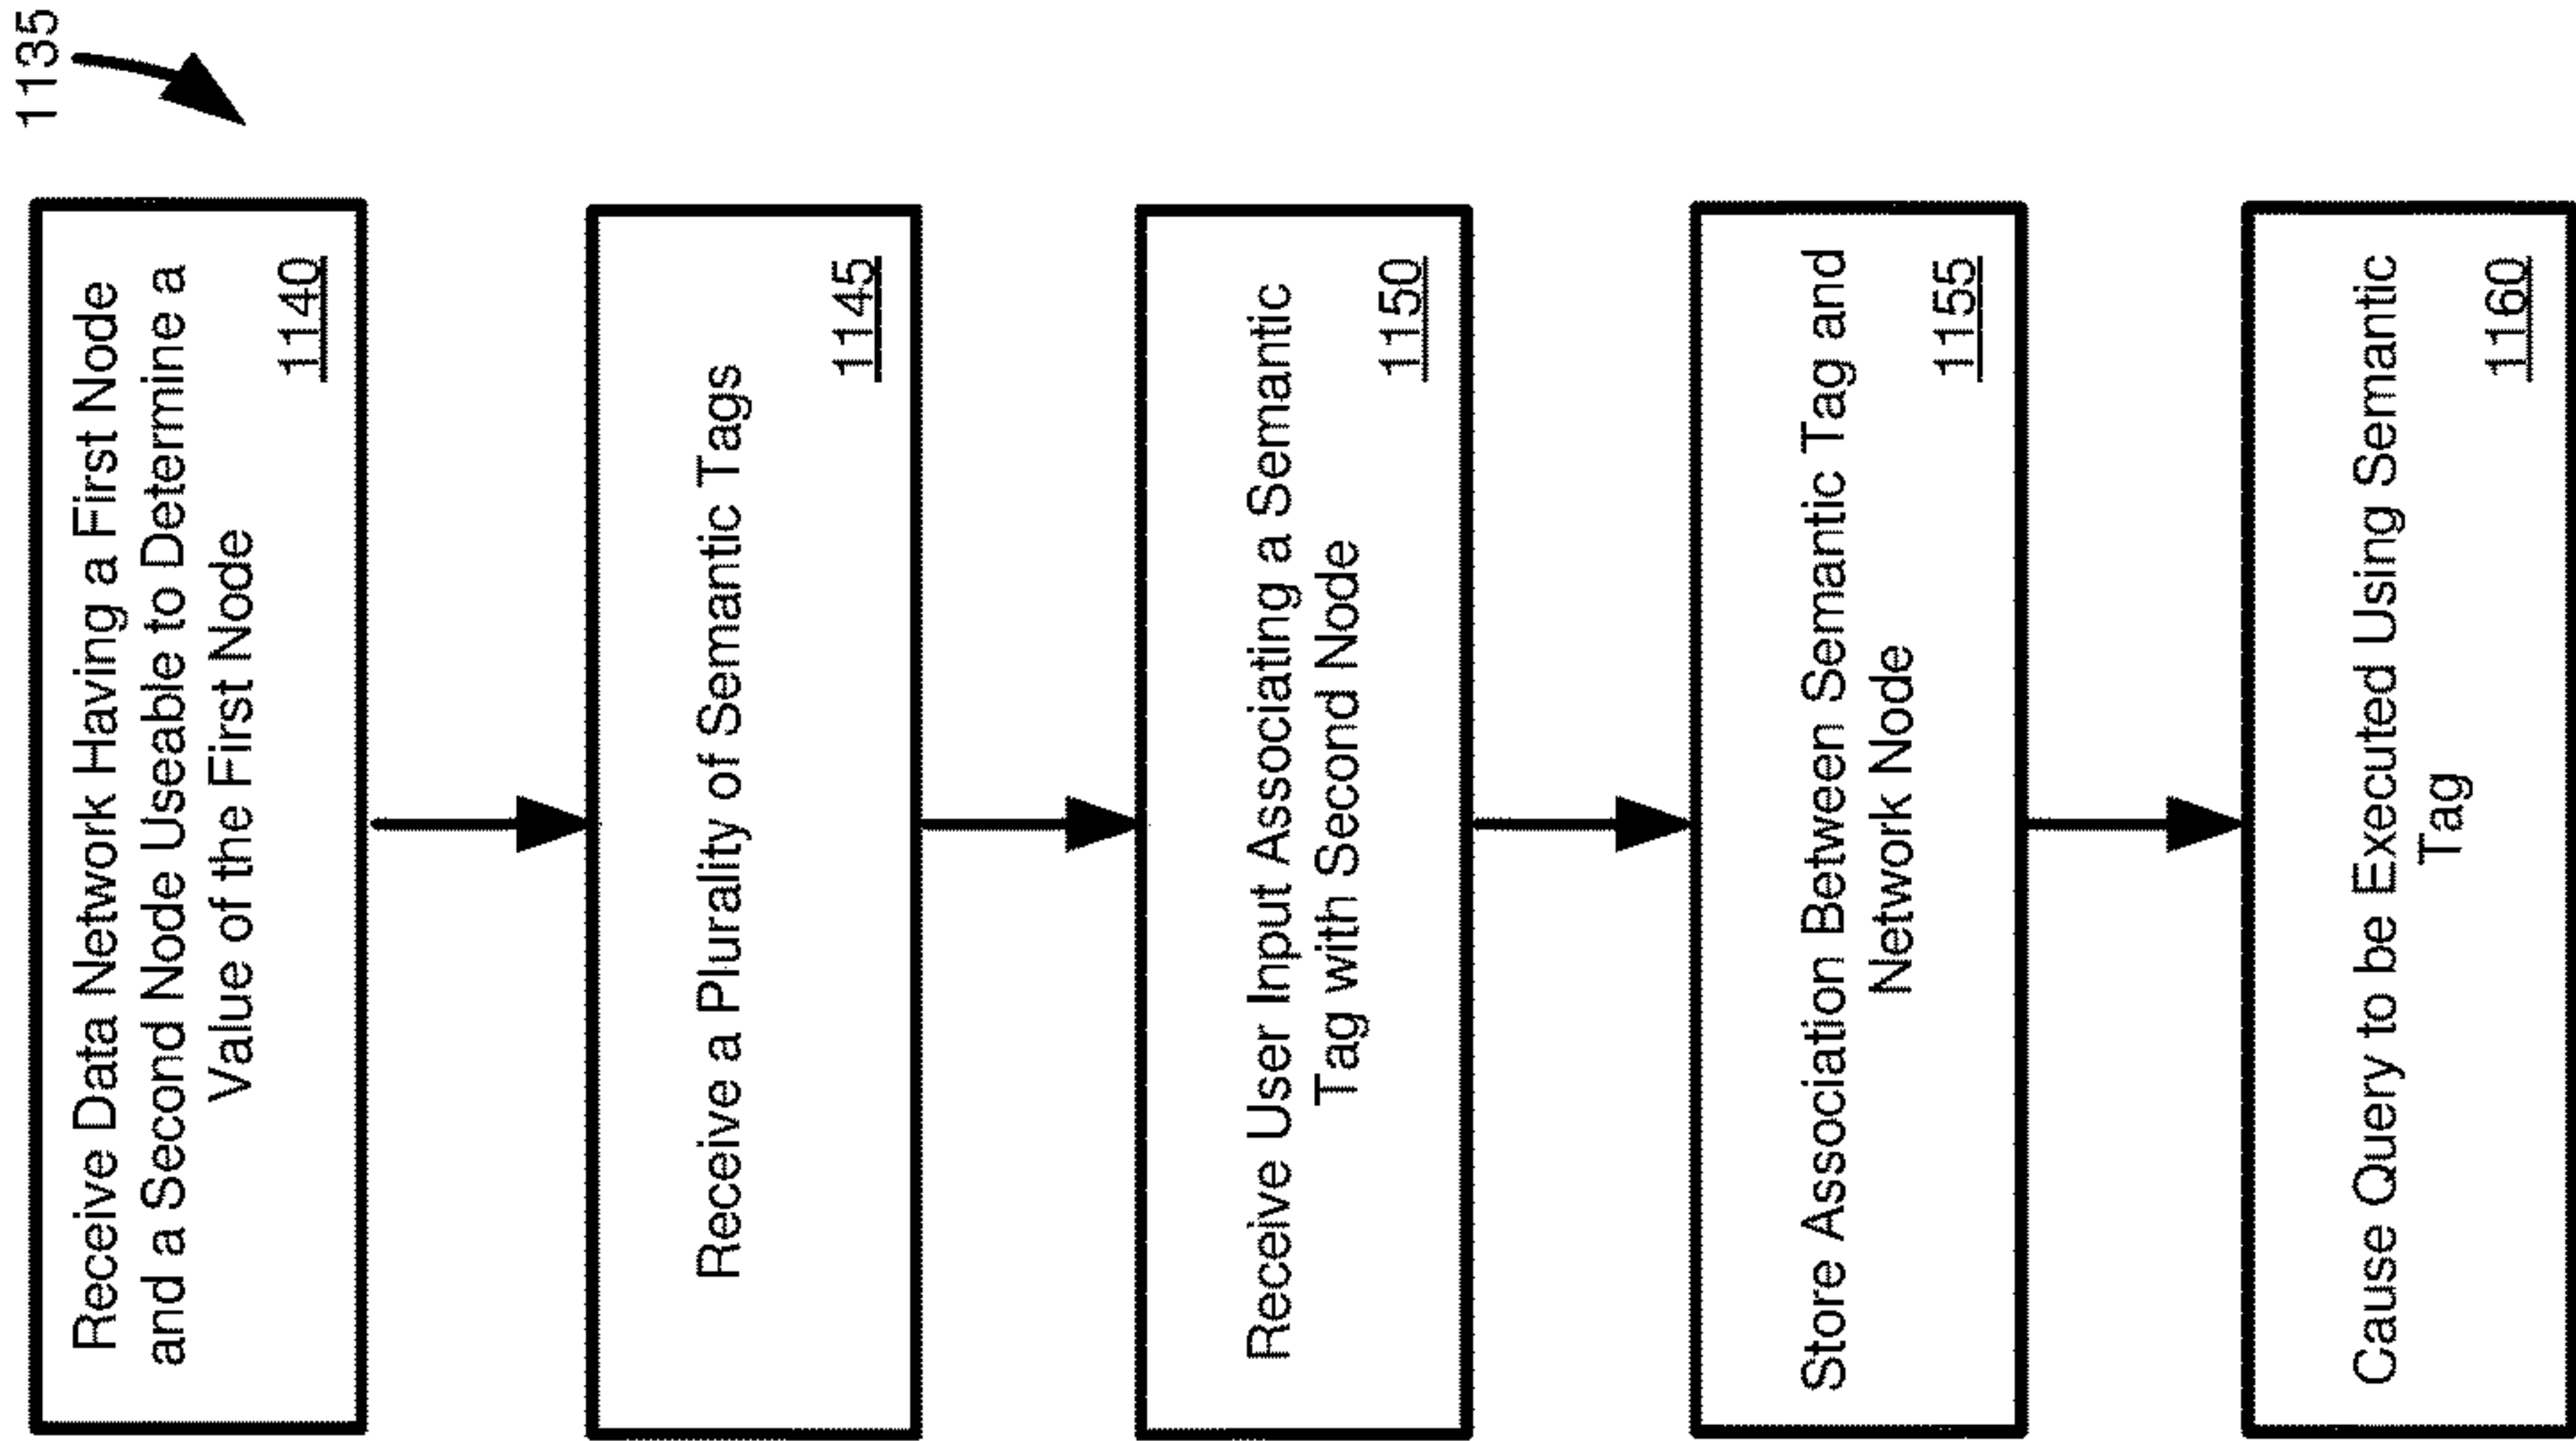 1135
Receive Data Network Having a First Node
and a Second Node Useable to Determine a
Value of the First Node
1140
Receive a Plurality of Semantic Tags
1145
Receive User Input Associating a Semantic
Tag with Second Node
1150
Store Association Between Semantic Tag and
Network Node
1155
Cause Query to be Executed Using Semantic
Tag
1160